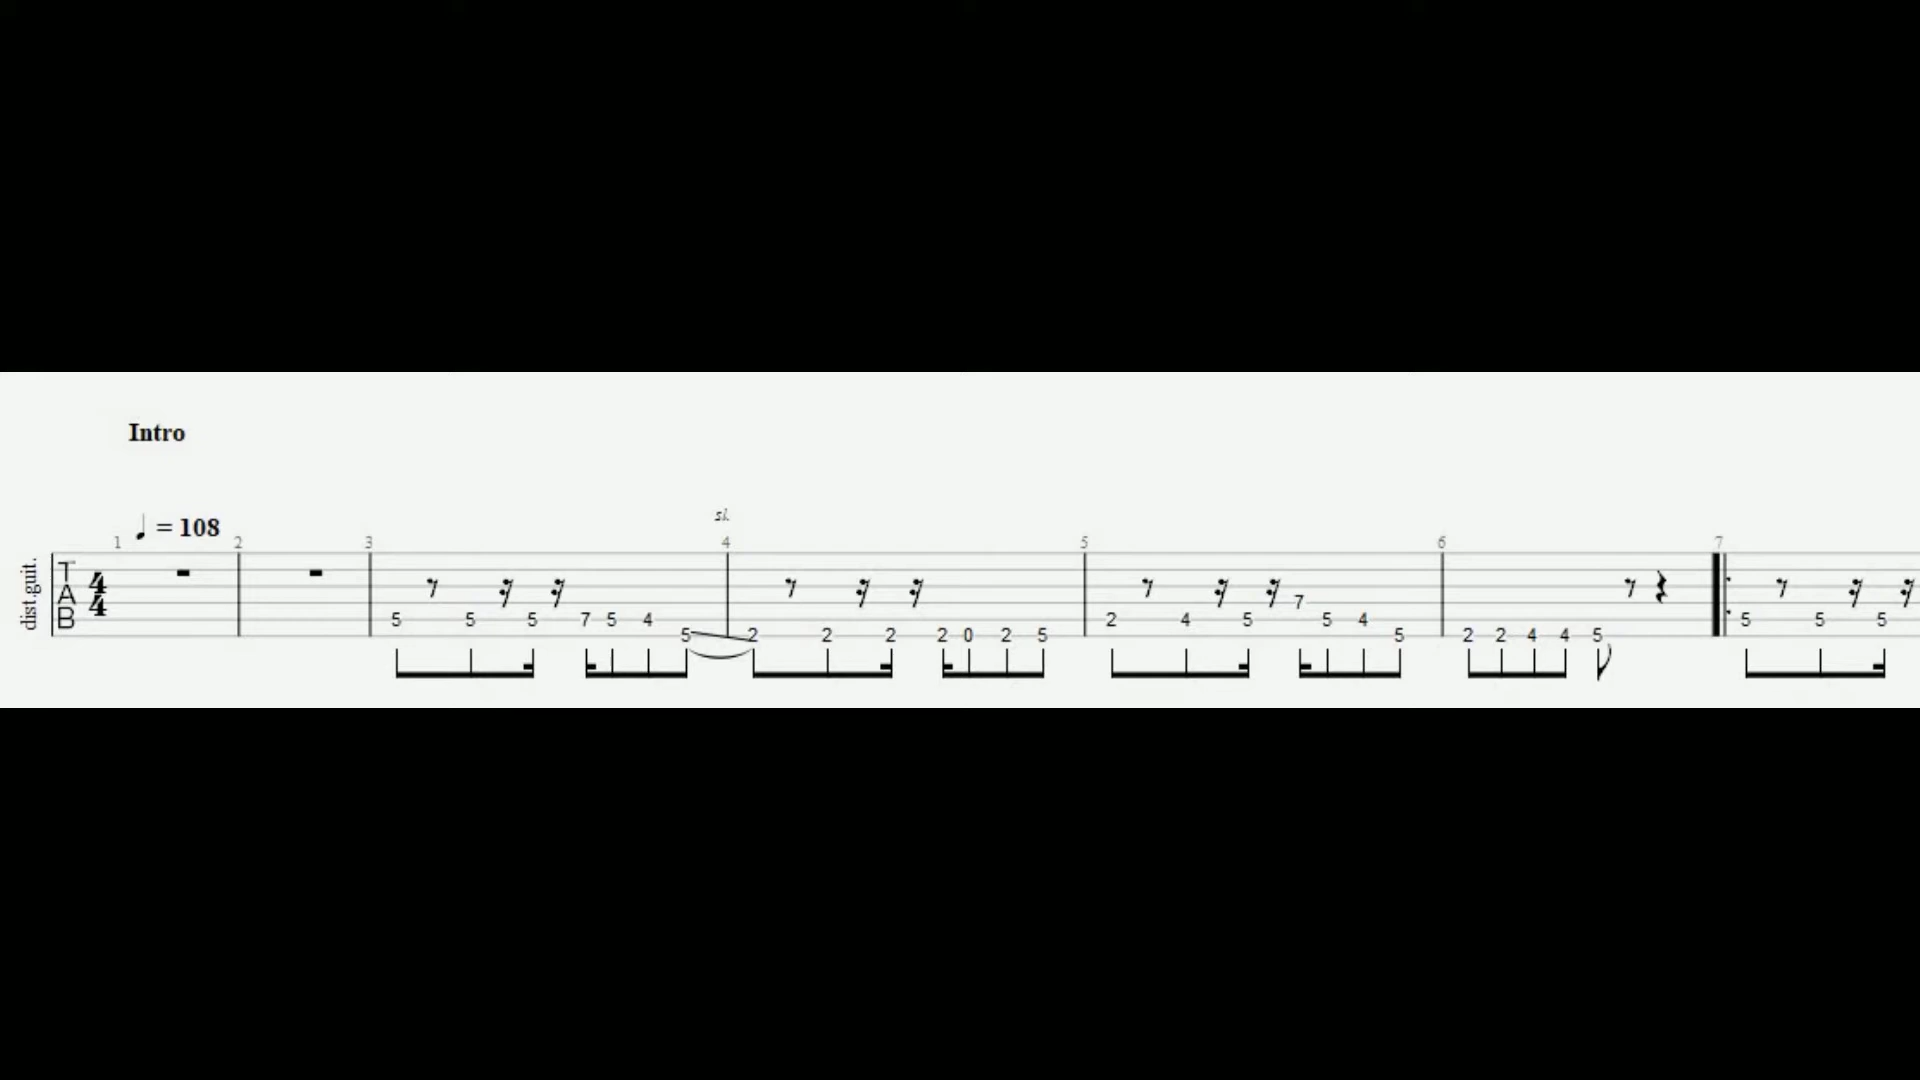 Intro
♩ = 108
sl.
1 2 3 4 5 6 7
dist.guit.
TAB
4
4
7
5 5 5 7 5 4 2 4 5 5 4 5 5 5
5 2 2 2 2 0 2 5 5 2 2 4 4 5